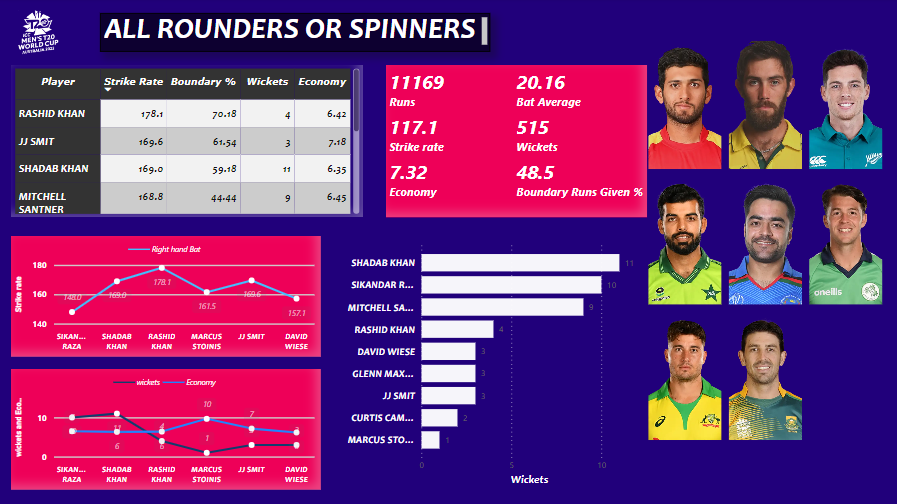 ICC
MEN'S T20
WORLD CUP
AUSTRALIA 2022
ALL ROUNDERS OR SPINNERS
Player Strike Rate Boundary % Wickets Economy
RASHID KHAN 178.1 70.18 4 6.42
JJ SMIT 169.6 61.54 3 7.18
SHADAB KHAN 169.0 59.18 11 6.35
MITCHELL SANTNER 168.8 44.44 9 6.45
11169 20.16
Runs Bat Average
117.1 515
Strike rate Wickets
7.32 48.5
Economy Boundary Runs Given %
Right hand Bat
Strike rate
180
160
140
148.0 169.0 178.1 161.5 169.6 157.1
SIKAN... RAZA SHADAB KHAN RASHID KHAN MARCUS STOINIS JJ SMIT DAVID WIESE
wickets Economy
wickets and Eco...
10
0
11 4 10 7
6 6 1
SIKAN... RAZA SHADAB KHAN RASHID KHAN MARCUS STOINIS JJ SMIT DAVID WIESE
SHADAB KHAN 11
SIKANDAR R... 10
MITCHELL SA... 9
RASHID KHAN 4
DAVID WIESE 3
GLENN MAX... 3
JJ SMIT 3
CURTIS CAM... 2
MARCUS STO... 1
0 5 10
Wickets
oneills